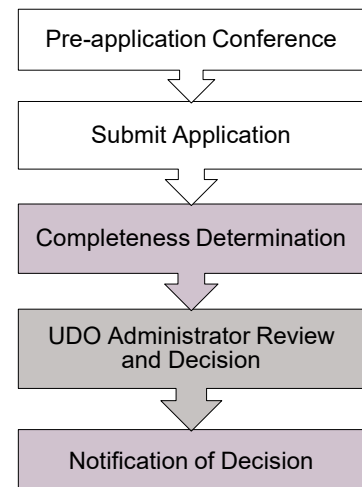 Pre-application Conference
Submit Application
Completeness Determination
UDO Administrator Review
and Decision
Notification of Decision